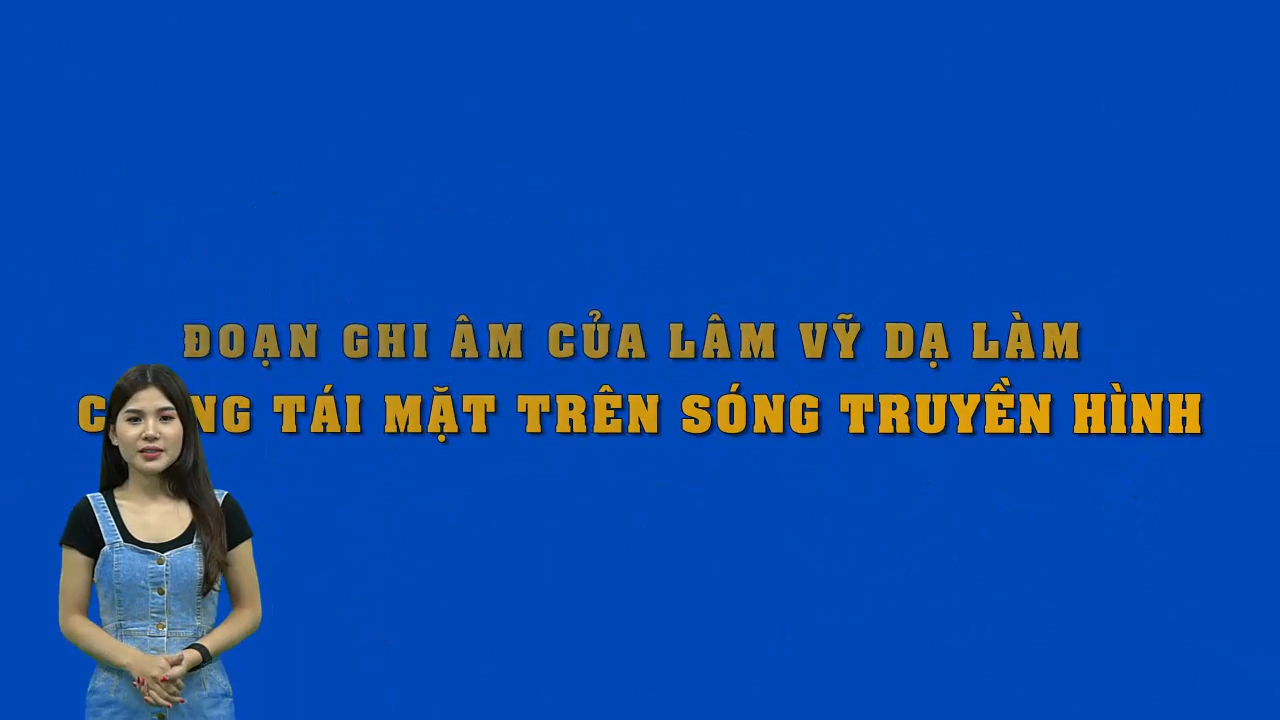 ĐOẠN GHI ÂM CỦA LÂM VỸ DẠ LÀM
TÁI MẶT TRÊN SÓNG TRUYỀN HÌNH